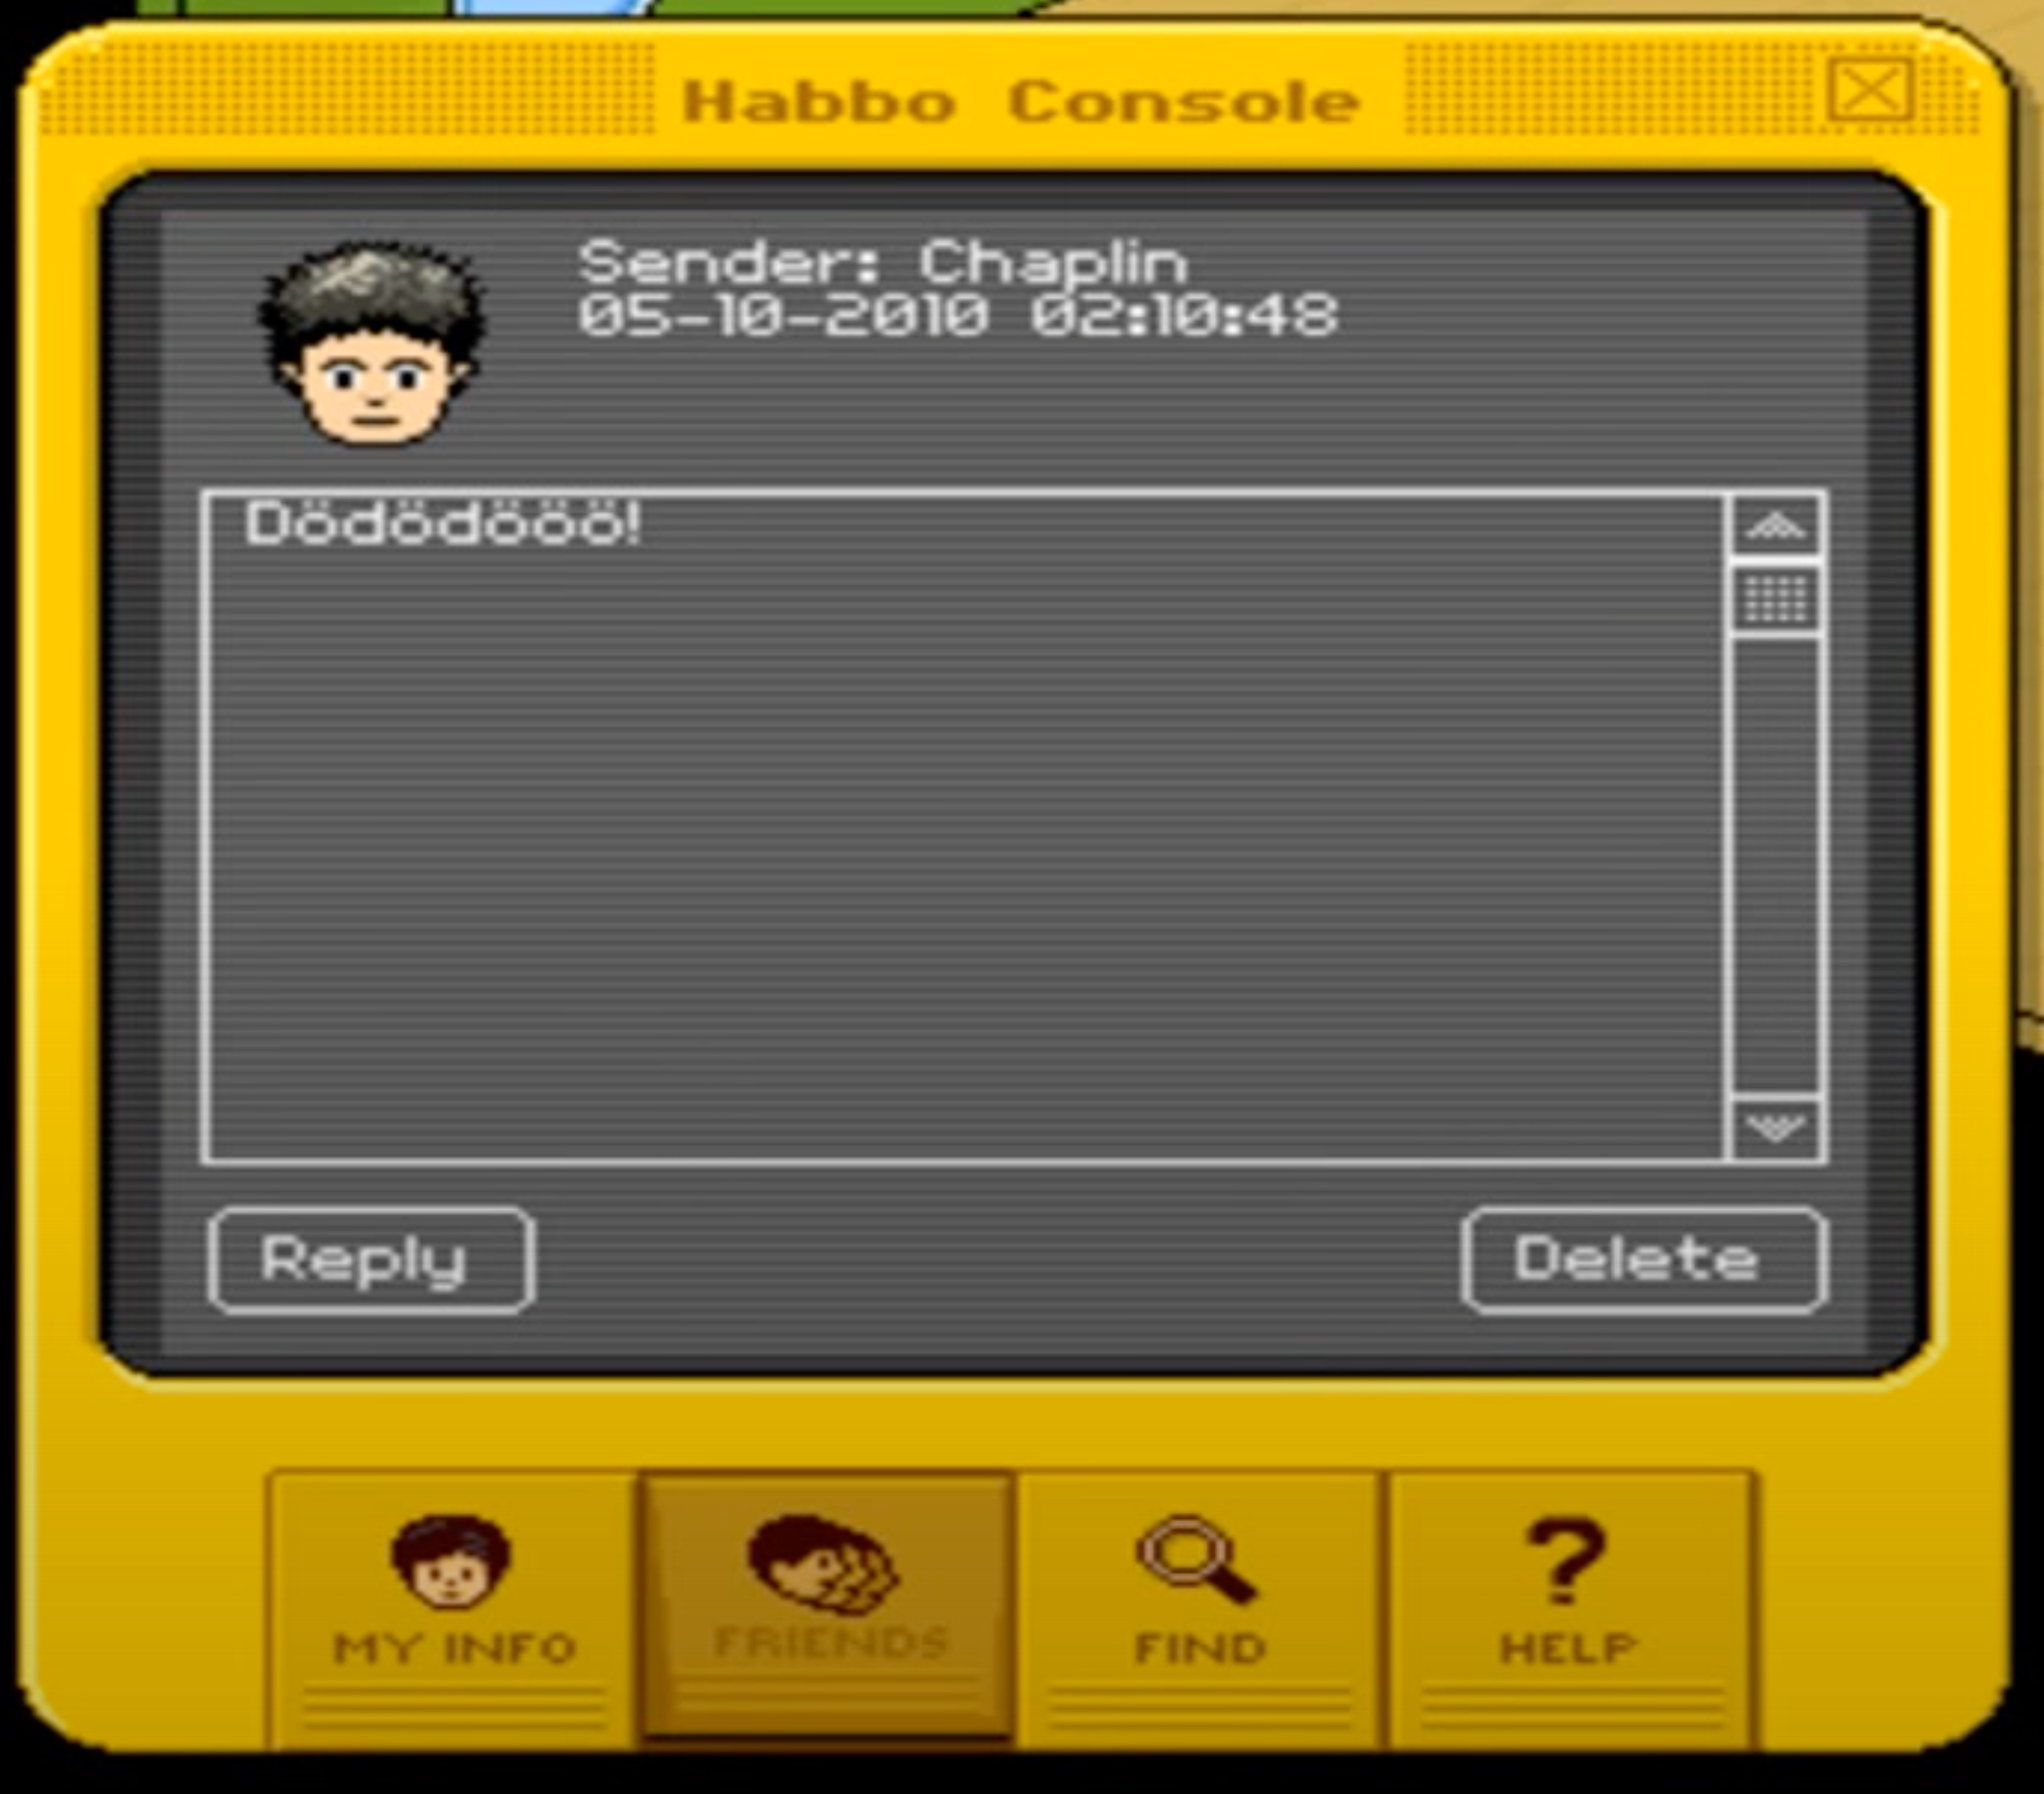 Habbo Console
Sender: Chaplin
05-10-2010 02:10:48
Dödödööö!
Reply
Delete
MY INFO
FRIENDS
FIND
HELP